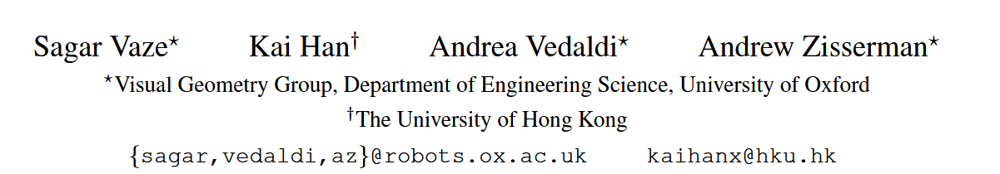 Sagar Vaze⋆ Kai Han† Andrea Vedaldi⋆ Andrew Zisserman⋆
⋆Visual Geometry Group, Department of Engineering Science, University of Oxford
†The University of Hong Kong
{sagar,vedaldi,az}@robots.ox.ac.uk kaihanx@hku.hk